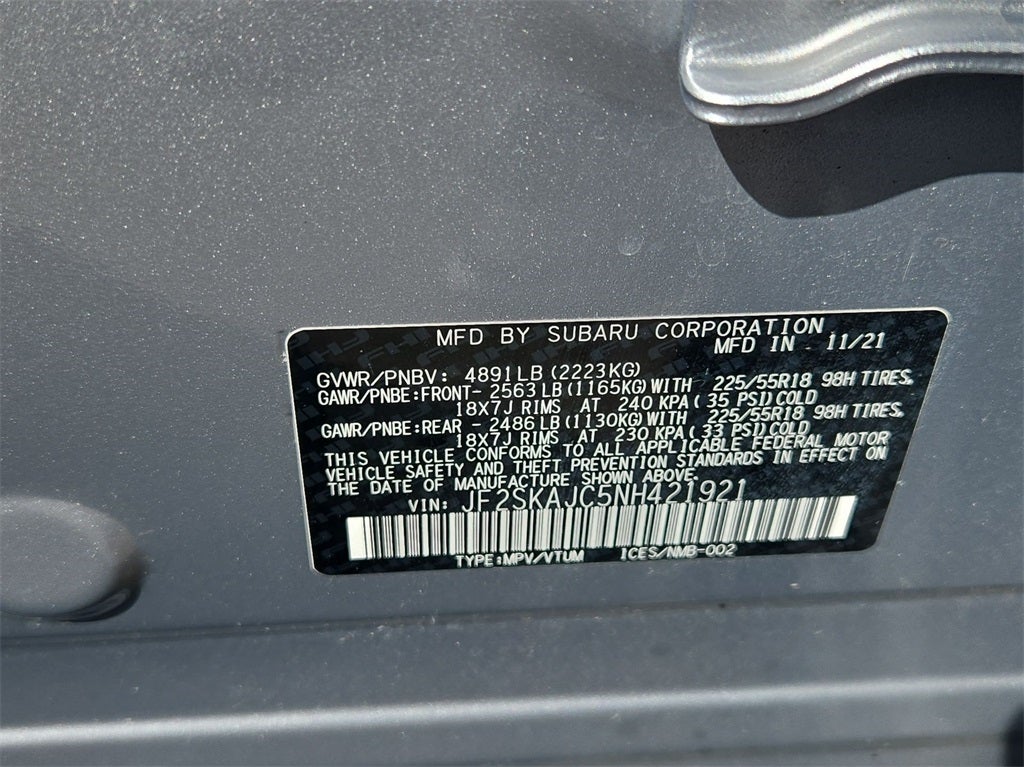 MFD BY SUBARU CORPORATION
MFD IN 11/21
GVWR/PNBV: 4891LB(2223KG)
GAWR/PNBE:FRONT- 2563LB(1165KG)WITH 225/55R18 98H TIRES.
18X7J RIMS AT 240 KPA( 35 PSI)COLD
GAWR/PNBE:REAR - 2486LB(1130KG)WITH 225/55R18 98H TIRES.
18X7J RIMS AT 230 KPA( 33 PSI)COLD
THIS VEHICLE CONFORMS TO ALL APPLICABLE FEDERAL MOTOR
VEHICLE SAFETY AND THEFT PREVENTION STANDARDS IN EFFECT ON
THE DATE OF MANUFACTURE SHOWN ABOVE.
VIN: JF2SKAJC5NH421921
TYPE:MPV/VTUM ICES/NMB-002